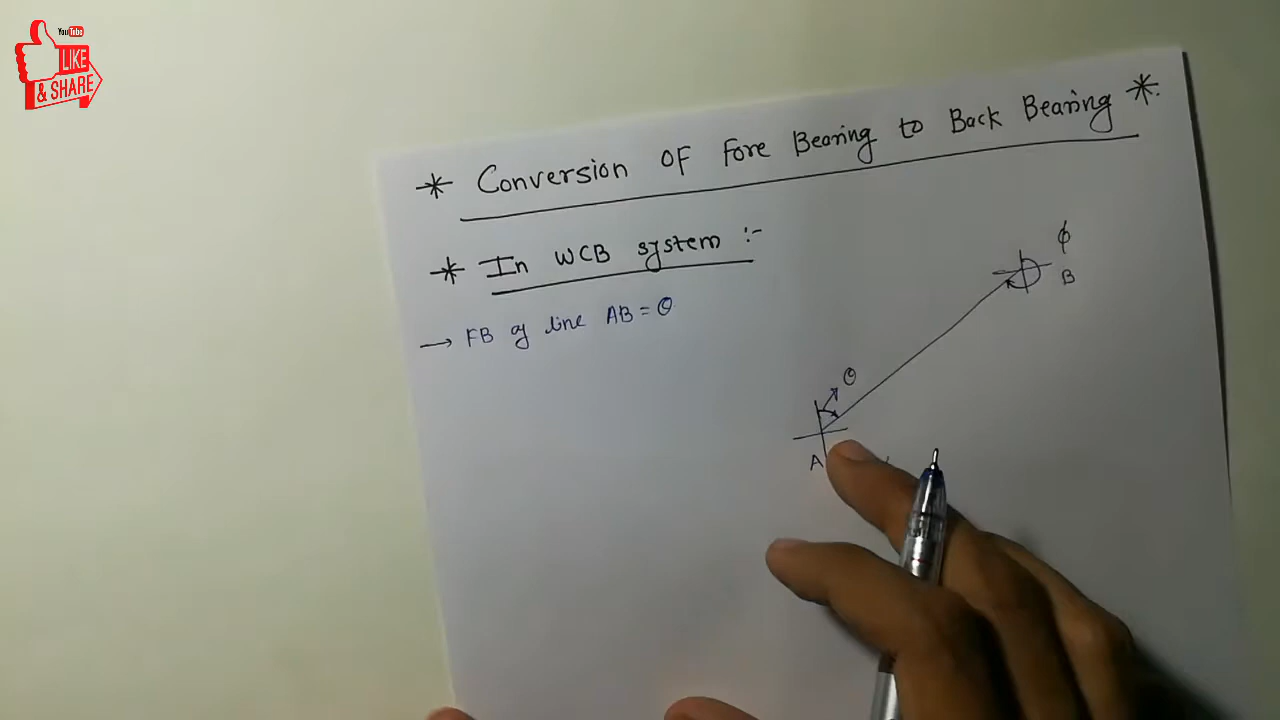 YouTube
LIKE
& SHARE
* Conversion OF Fore Bearing to Back Bearing *
* In WCB system :-
→ FB of line AB = θ
ϕ
B
θ
A